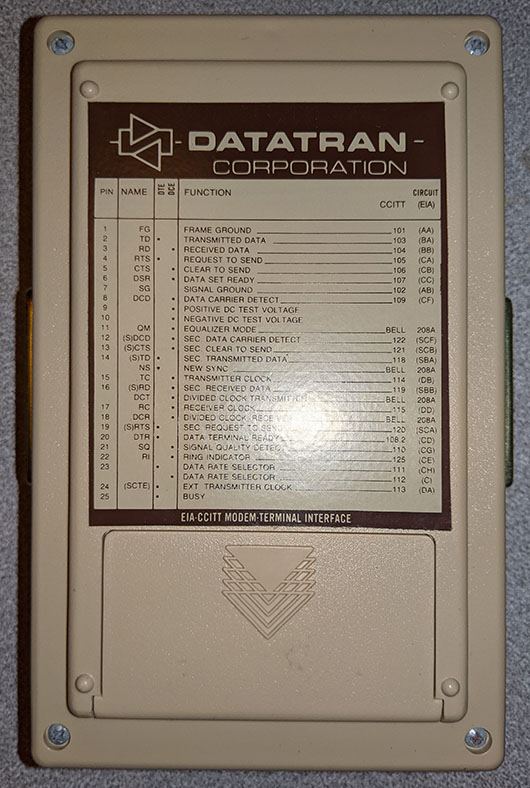 DATATRAN
CORPORATION
PIN NAME DTE DCE FUNCTION CCITT CIRCUIT (EIA)
1 FG FRAME GROUND 101 (AA)
2 TD • TRANSMITTED DATA 103 (BA)
3 RD • RECEIVED DATA 104 (BB)
4 RTS • REQUEST TO SEND 105 (CA)
5 CTS • CLEAR TO SEND 106 (CB)
6 DSR • DATA SET READY 107 (CC)
7 SG SIGNAL GROUND 102 (AB)
8 DCD • DATA CARRIER DETECT 109 (CF)
9 • POSITIVE DC TEST VOLTAGE
10 • NEGATIVE DC TEST VOLTAGE
11 QM • EQUALIZER MODE BELL 208A
12 (S)DCD • SEC. DATA CARRIER DETECT 122 (SCF)
13 (S)CTS • SEC. CLEAR TO SEND 121 (SCB)
14 (S)TD • SEC. TRANSMITTED DATA 118 (SBA)
NS • NEW SYNC BELL 208A
15 TC • TRANSMITTER CLOCK 114 (DB)
16 (S)RD • SEC. RECEIVED DATA 119 (SBB)
DCT • DIVIDED CLOCK TRANSMITTER BELL 208A
17 RC • RECEIVER CLOCK 115 (DD)
18 DCR • DIVIDED CLOCK BELL 208A
19 (S)RTS • SEC. REQUEST TO SEND 120 (SCA)
20 DTR • DATA TERMINAL READY 108.2 (CD)
21 SQ • SIGNAL QUALITY DETECT 110 (CG)
22 RI • RING INDICATOR 125 (CE)
23 • DATA RATE SELECTOR 111 (CH)
• DATA RATE SELECTOR 112 (C)
24 (SCTE) • EXT. TRANSMITTER CLOCK 113 (DA)
25 • BUSY
EIA-CCITT MODEM-TERMINAL INTERFACE